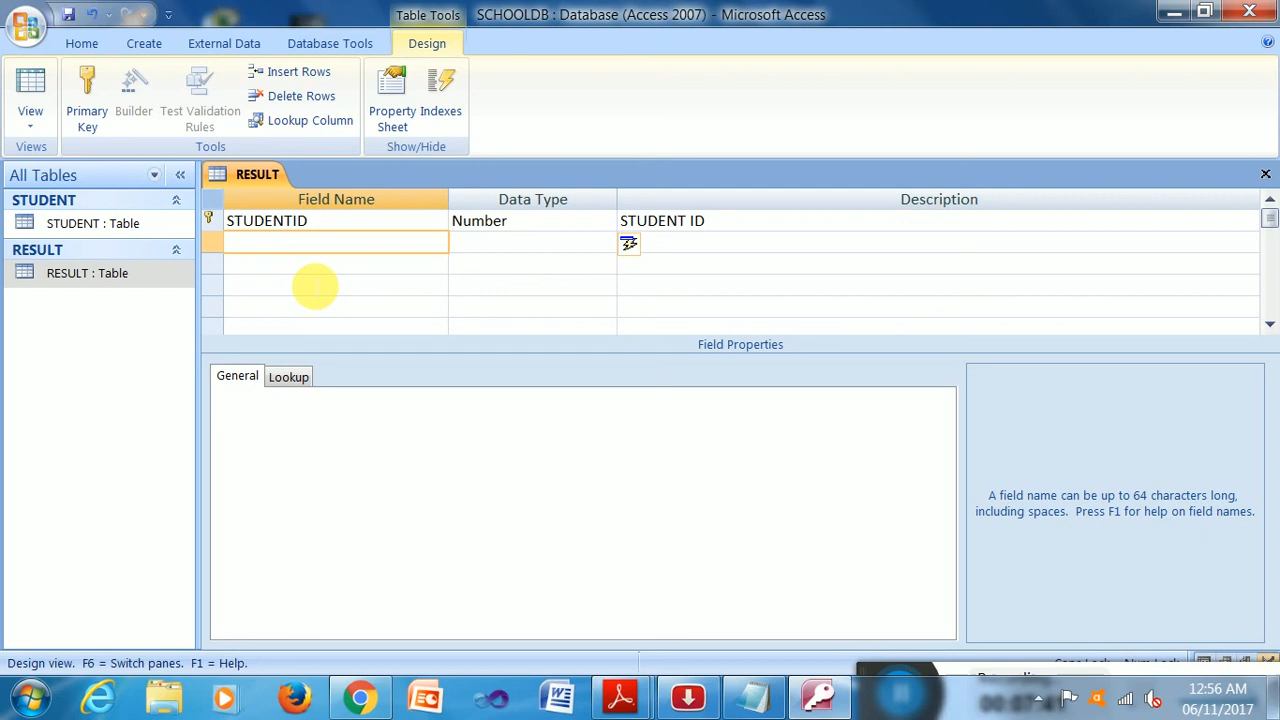 Table Tools
SCHOOLDB : Database (Access 2007) - Microsoft Access
Home
Create
External Data
Database Tools
Design
View
Primary Key
Builder
Test Validation Rules
Insert Rows
Delete Rows
Lookup Column
Property Sheet
Indexes
Views
Tools
Show/Hide
All Tables
STUDENT
STUDENT : Table
RESULT
RESULT : Table
RESULT
Field Name
Data Type
Description
STUDENTID
Number
STUDENT ID
Field Properties
General
Lookup
A field name can be up to 64 characters long,
including spaces. Press F1 for help on field names.
Design view. F6 = Switch panes. F1 = Help.
Caps Lock
Num Lock
12:56 AM
06/11/2017